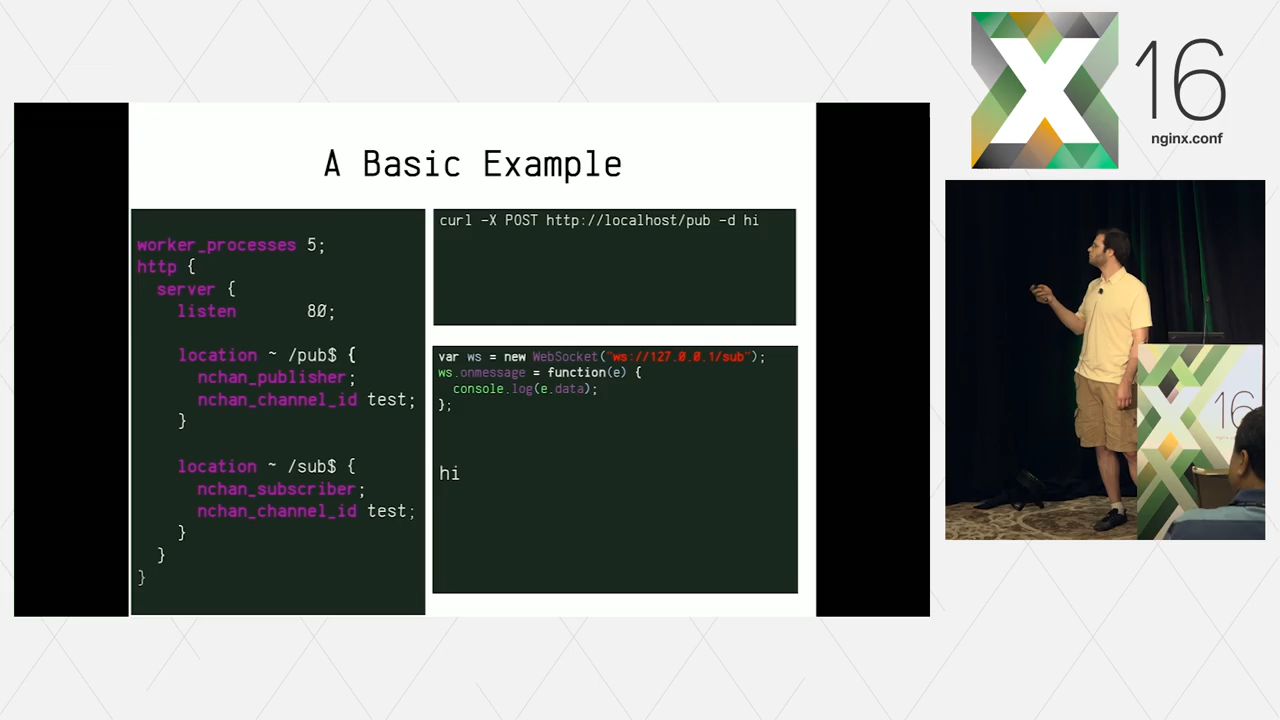 A Basic Example
worker_processes 5;
http {
server {
listen 80;
location ~ /pub$ {
nchan_publisher;
nchan_channel_id test;
}
location ~ /sub$ {
nchan_subscriber;
nchan_channel_id test;
}
}
}
curl -X POST http://localhost/pub -d hi
var ws = new WebSocket("ws://127.0.0.1/sub");
ws.onmessage = function(e) {
console.log(e.data);
};
hi
16
nginx.conf
16